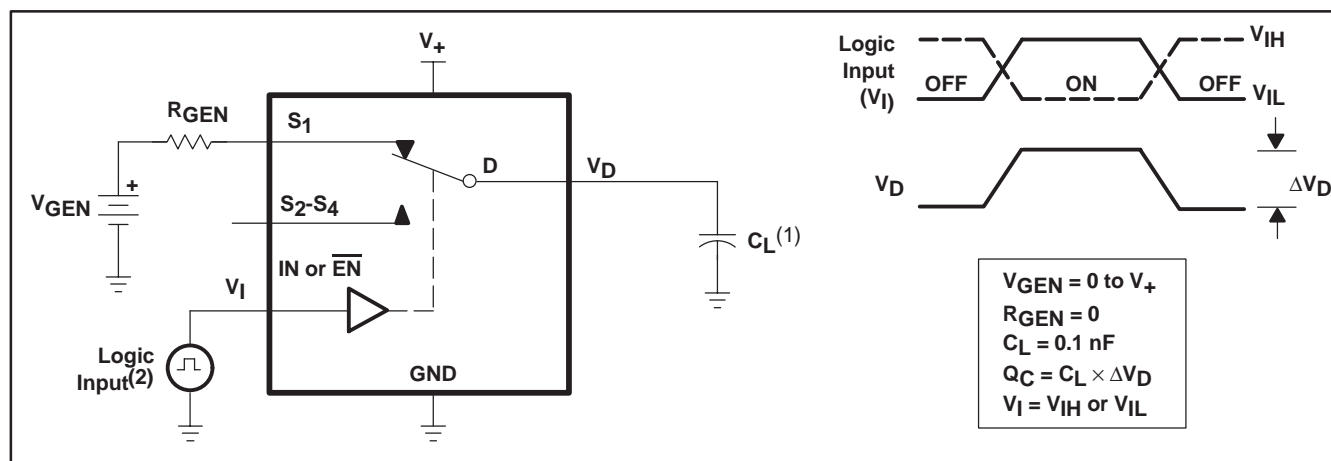 V+
RGEN
S1
D
VD
VGEN
+
S2-S4
CL(1)
IN or E̅N̅
VI
Logic
Input(2)
GND
Logic
Input
(VI)
OFF
ON
OFF
VIH
VIL
VD
ΔVD
VGEN = 0 to V+
RGEN = 0
CL = 0.1 nF
QC = CL × ΔVD
VI = VIH or VIL